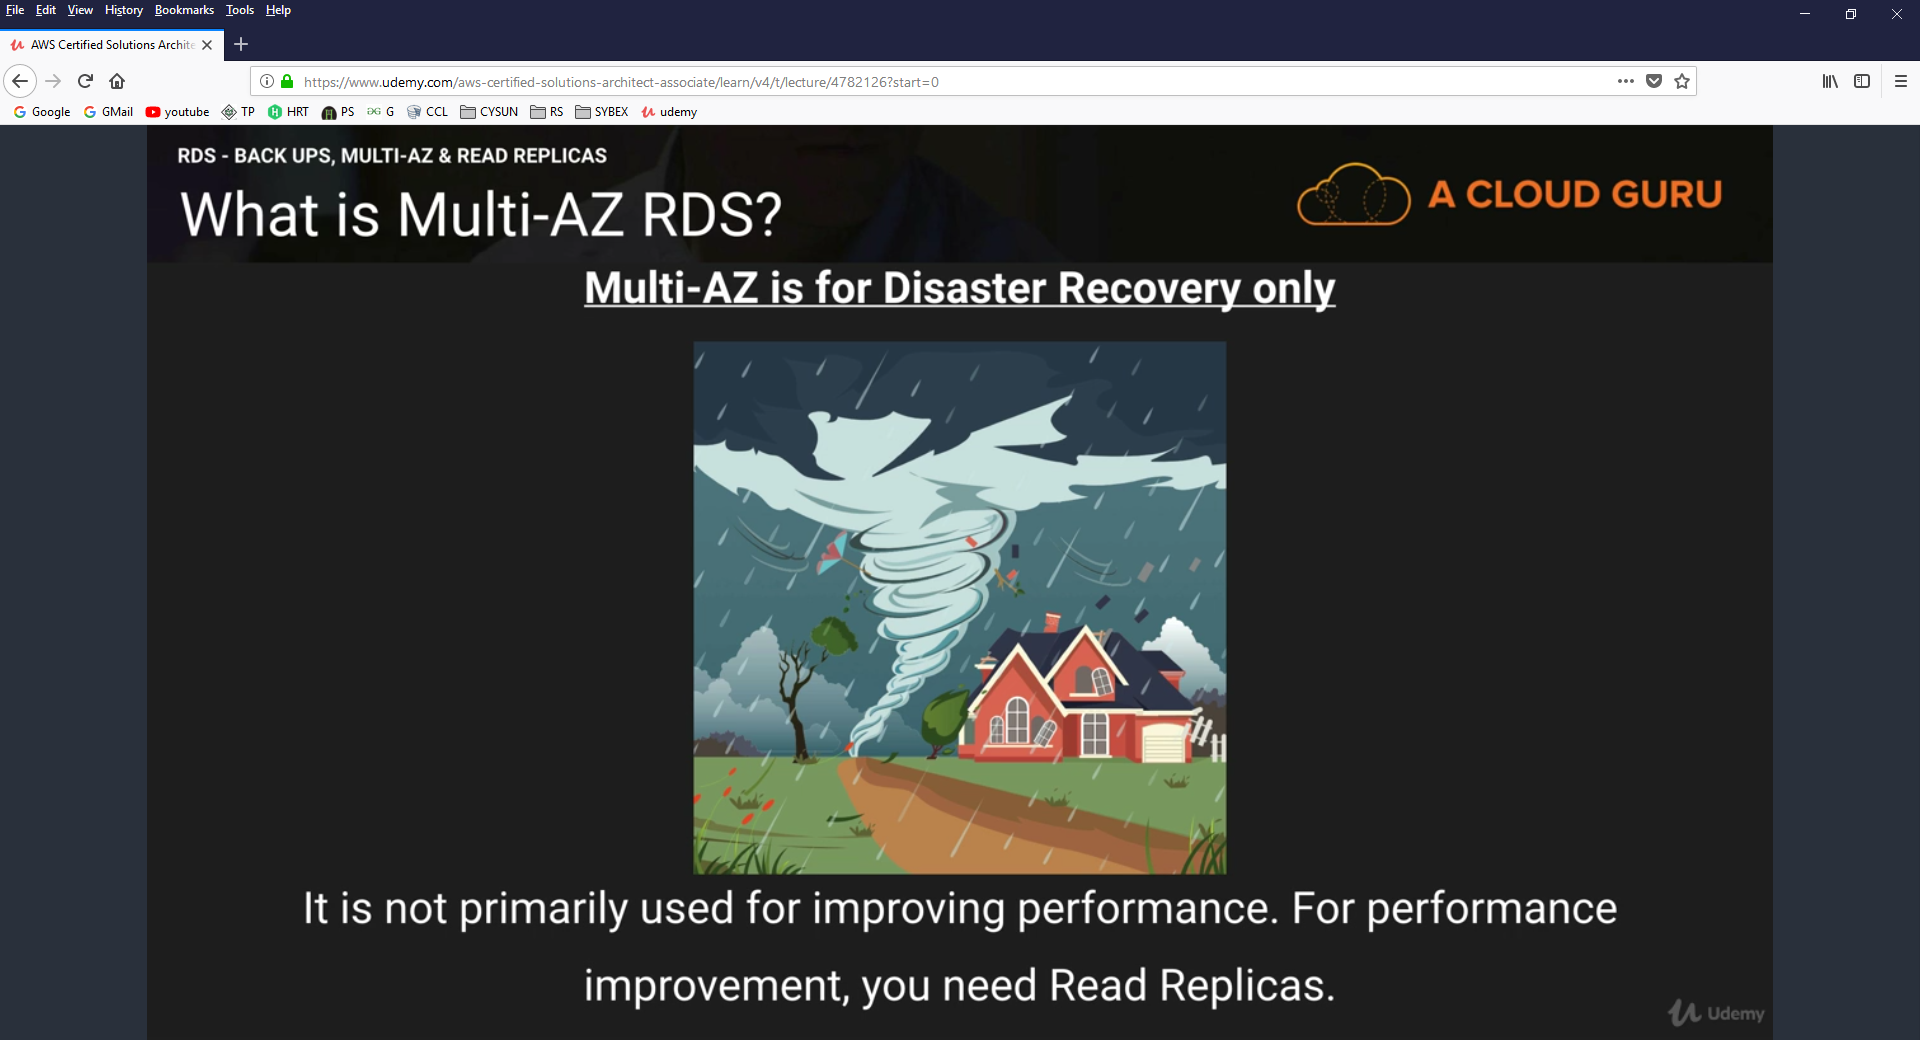 File Edit View History Bookmarks Tools Help
AWS Certified Solutions Archite
https://www.udemy.com/aws-certified-solutions-architect-associate/learn/v4/t/lecture/4782126?start=0
Google GMail youtube TP HRT PS G CCL CYSUN RS SYBEX udemy
RDS - BACK UPS, MULTI-AZ & READ REPLICAS
What is Multi-AZ RDS?
A CLOUD GURU
Multi-AZ is for Disaster Recovery only
It is not primarily used for improving performance. For performance
improvement, you need Read Replicas.
Udemy